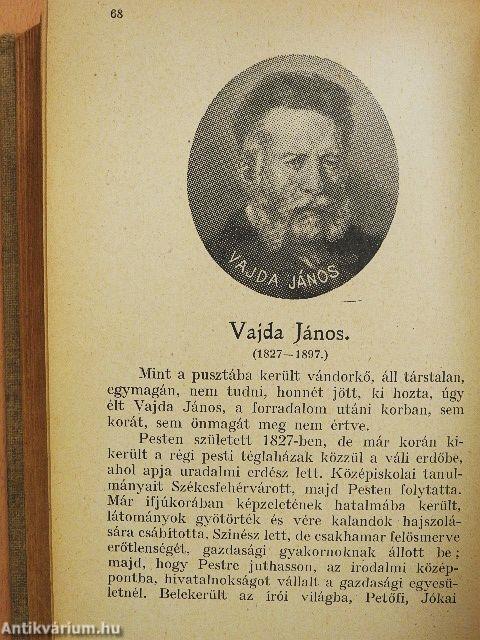 68
VAJDA JÁNOS
Vajda János.
(1827—1897.)
Mint a pusztába került vándorkő, áll társtalan,
egymagán, nem tudni, honnét jött, ki hozta, úgy
élt Vajda János, a forradalom utáni korban, sem
korát, sem önmagát meg nem értve.
Pesten született 1827-ben, de már korán ki-
került a régi pesti téglaházak közzül a váli erdőbe,
ahol apja uradalmi erdész lett. Középiskolai tanul-
mányait Székesfehérvárott, majd Pesten folytatta.
Már ifjúkorában képzeletének hatalmába került,
látományok gyötörték és vére kalandok hajszolá-
sára csábította. Szinész lett, de csakhamar felösmerve
erőtlenségét, gazdasági gyakornoknak állott be;
majd, hogy Pestre juthasson, az irodalmi közép-
pontba, hivatalnokságot vállalt a gazdasági egyesü-
letnél. Belekerült az írói világba, Petőfi, Jókai
Antikvárium.hu